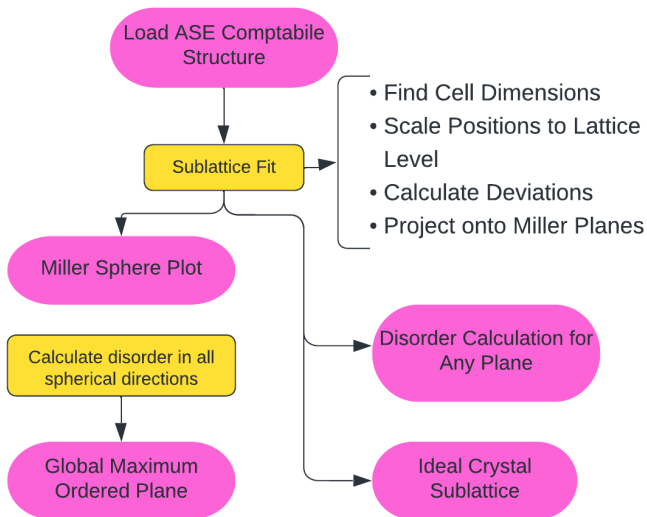 Load ASE Comptabile
Structure
Sublattice Fit
• Find Cell Dimensions
• Scale Positions to Lattice
Level
• Calculate Deviations
• Project onto Miller Planes
Miller Sphere Plot
Calculate disorder in all
spherical directions
Disorder Calculation for
Any Plane
Global Maximum
Ordered Plane
Ideal Crystal
Sublattice